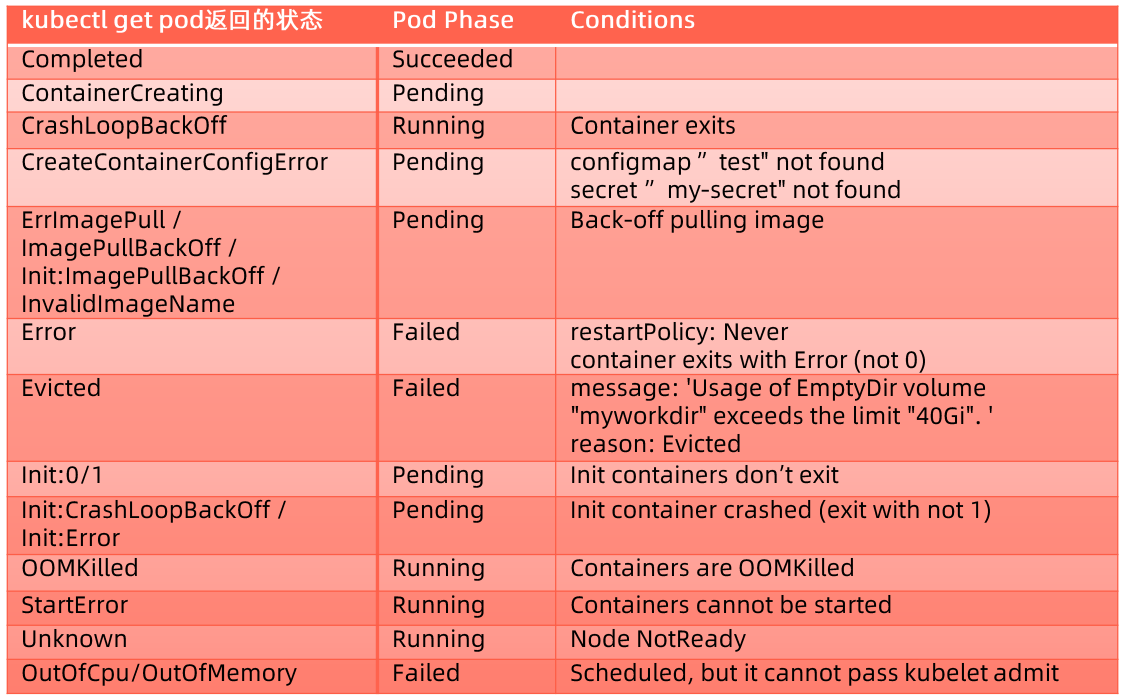 kubectl get pod返回的状态 Pod Phase Conditions
Completed Succeeded
ContainerCreating Pending
CrashLoopBackOff Running Container exits
CreateContainerConfigError Pending configmap ” test" not found
secret ” my-secret" not found
ErrImagePull / Pending Back-off pulling image
ImagePullBackOff /
Init:ImagePullBackOff /
InvalidImageName
Error Failed restartPolicy: Never
container exits with Error (not 0)
Evicted Failed message: 'Usage of EmptyDir volume
"myworkdir" exceeds the limit "40Gi". '
reason: Evicted
Init:0/1 Pending Init containers don’t exit
Init:CrashLoopBackOff / Pending Init container crashed (exit with not 1)
Init:Error
OOMKilled Running Containers are OOMKilled
StartError Running Containers cannot be started
Unknown Running Node NotReady
OutOfCpu/OutOfMemory Failed Scheduled, but it cannot pass kubelet admit